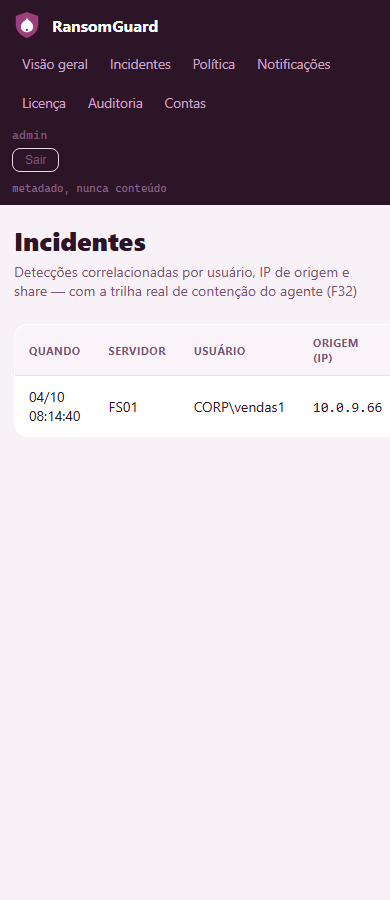 RansomGuard
Visão geral Incidentes Política Notificações
Licença Auditoria Contas
admin
Sair
metadado, nunca conteúdo
Incidentes
Detecções correlacionadas por usuário, IP de origem e
share — com a trilha real de contenção do agente (F32)
QUANDO SERVIDOR USUÁRIO ORIGEM (IP)
04/10 08:14:40 FS01 CORP\vendas1 10.0.9.66